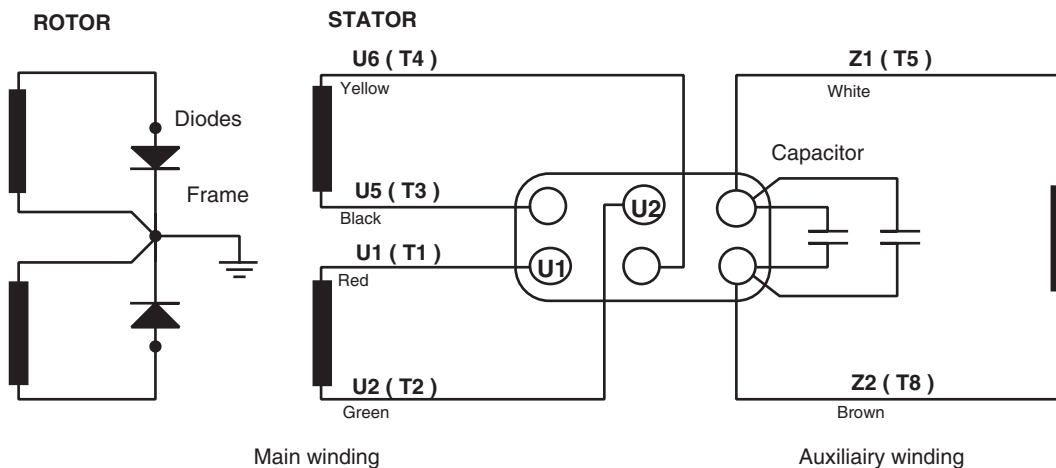 ROTOR
STATOR
U6 ( T4 )
Yellow
Z1 ( T5 )
White
Diodes
Capacitor
Frame
U5 ( T3 )
Black
U2
U1 ( T1 )
Red
U1
U2 ( T2 )
Green
Z2 ( T8 )
Brown
Main winding
Auxiliairy winding